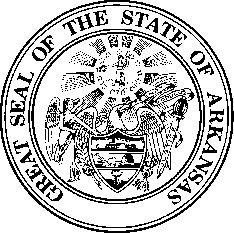 GREAT SEAL OF THE STATE OF ARKANSAS